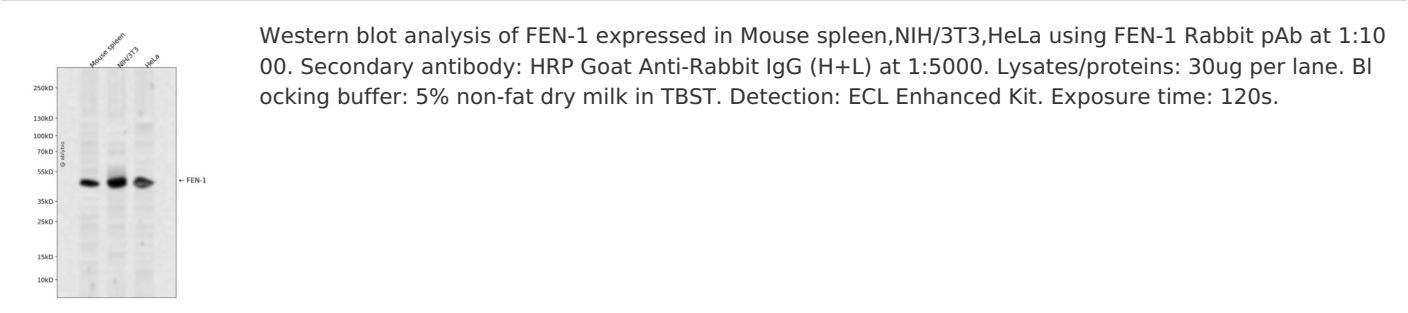 Mouse spleen
NIH/3T3
HeLa
250kD
130kD
100kD
70kD
55kD
35kD
25kD
15kD
10kD
← FEN-1
Western blot analysis of FEN-1 expressed in Mouse spleen,NIH/3T3,HeLa using FEN-1 Rabbit pAb at 1:10
00. Secondary antibody: HRP Goat Anti-Rabbit IgG (H+L) at 1:5000. Lysates/proteins: 30ug per lane. Bl
ocking buffer: 5% non-fat dry milk in TBST. Detection: ECL Enhanced Kit. Exposure time: 120s.